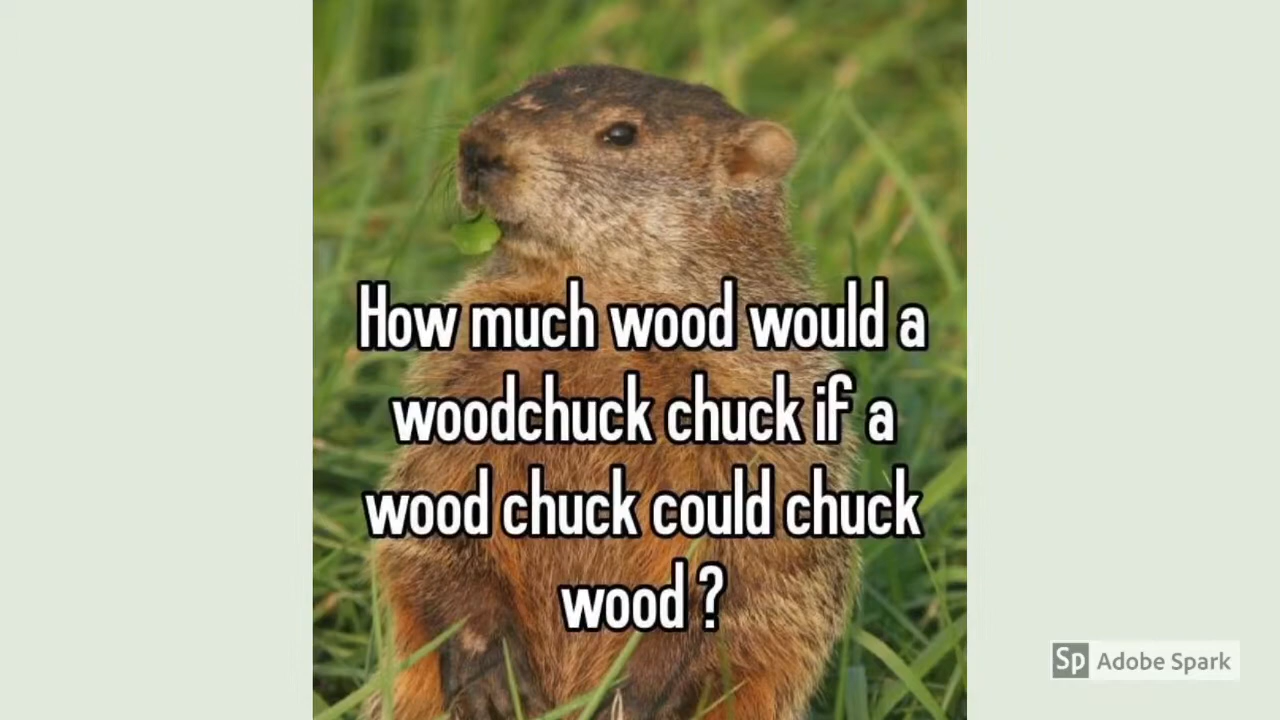 How much wood would a
woodchuck chuck if a
wood chuck could chuck
wood ?
Sp Adobe Spark